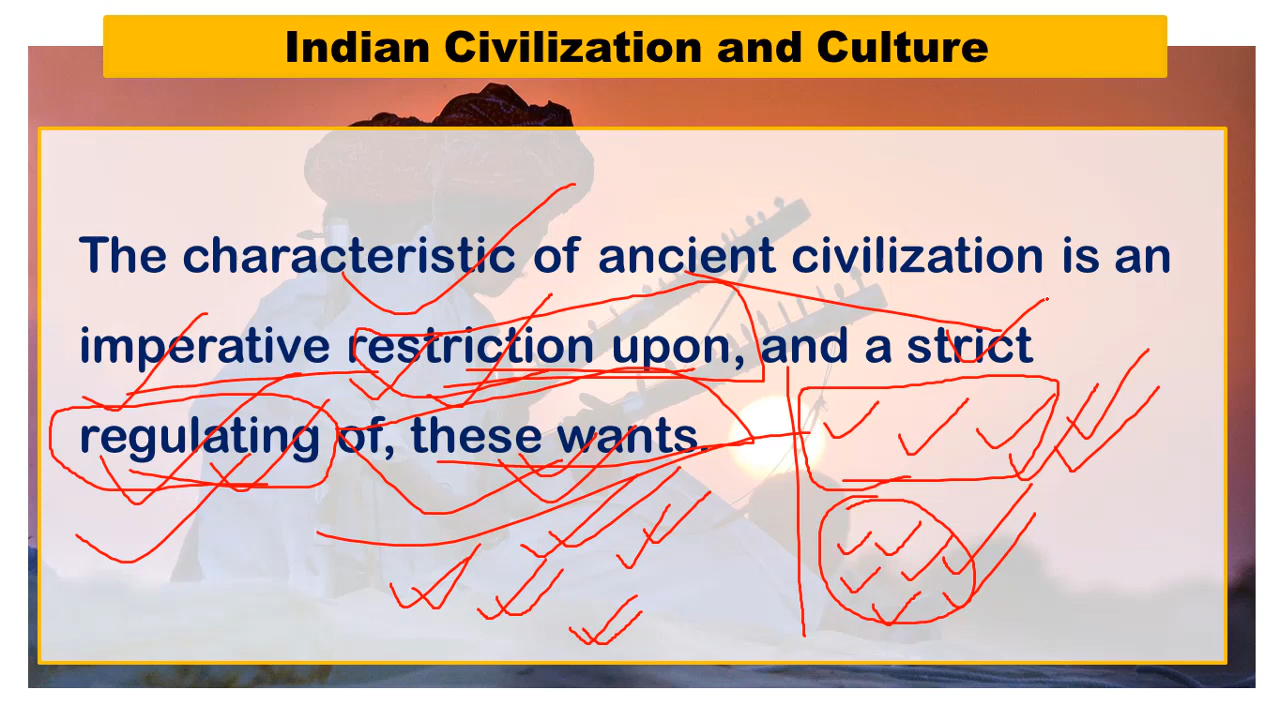 Indian Civilization and Culture
The characteristic of ancient civilization is an
imperative restriction upon, and a strict
regulating of, these wants.